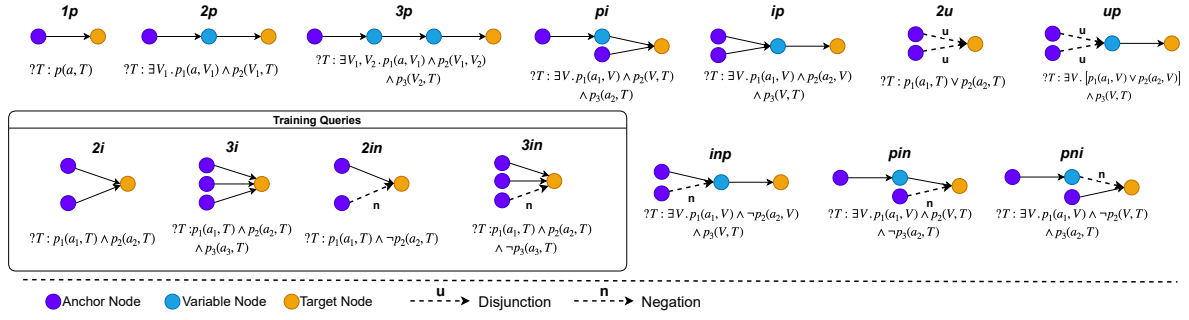 1p
2p
3p
pi
ip
2u
up
u
u
u
u
?T : p(a, T)
?T : ∃V₁ . p₁(a, V₁) ∧ p₂(V₁, T)
?T : ∃V₁, V₂ . p₁(a, V₁) ∧ p₂(V₁, V₂)
∧ p₃(V₂, T)
?T : ∃V . p₁(a₁, V) ∧ p₂(V, T)
∧ p₃(a₂, T)
?T : ∃V . p₁(a₁, V) ∧ p₂(a₂, V)
∧ p₃(V, T)
?T : p₁(a₁, T) ∨ p₂(a₂, T)
?T : ∃V . [p₁(a₁, V) ∨ p₂(a₂, V)]
∧ p₃(V, T)
Training Queries
2i
3i
2in
3in
inp
pin
pni
n
n
n
n
n
?T : p₁(a₁, T) ∧ p₂(a₂, T)
?T :p₁(a₁, T) ∧ p₂(a₂, T)
∧ p₃(a₃, T)
?T : p₁(a₁, T) ∧ ¬p₂(a₂, T)
?T :p₁(a₁, T) ∧ p₂(a₂, T)
∧ ¬p₃(a₃, T)
?T : ∃V . p₁(a₁, V) ∧ ¬p₂(a₂, V)
∧ p₃(V, T)
?T : ∃V . p₁(a₁, V) ∧ p₂(V, T)
∧ ¬p₃(a₂, T)
?T : ∃V . p₁(a₁, V) ∧ ¬p₂(V, T)
∧ p₃(a₂, T)
Anchor Node
Variable Node
Target Node
u
Disjunction
n
Negation